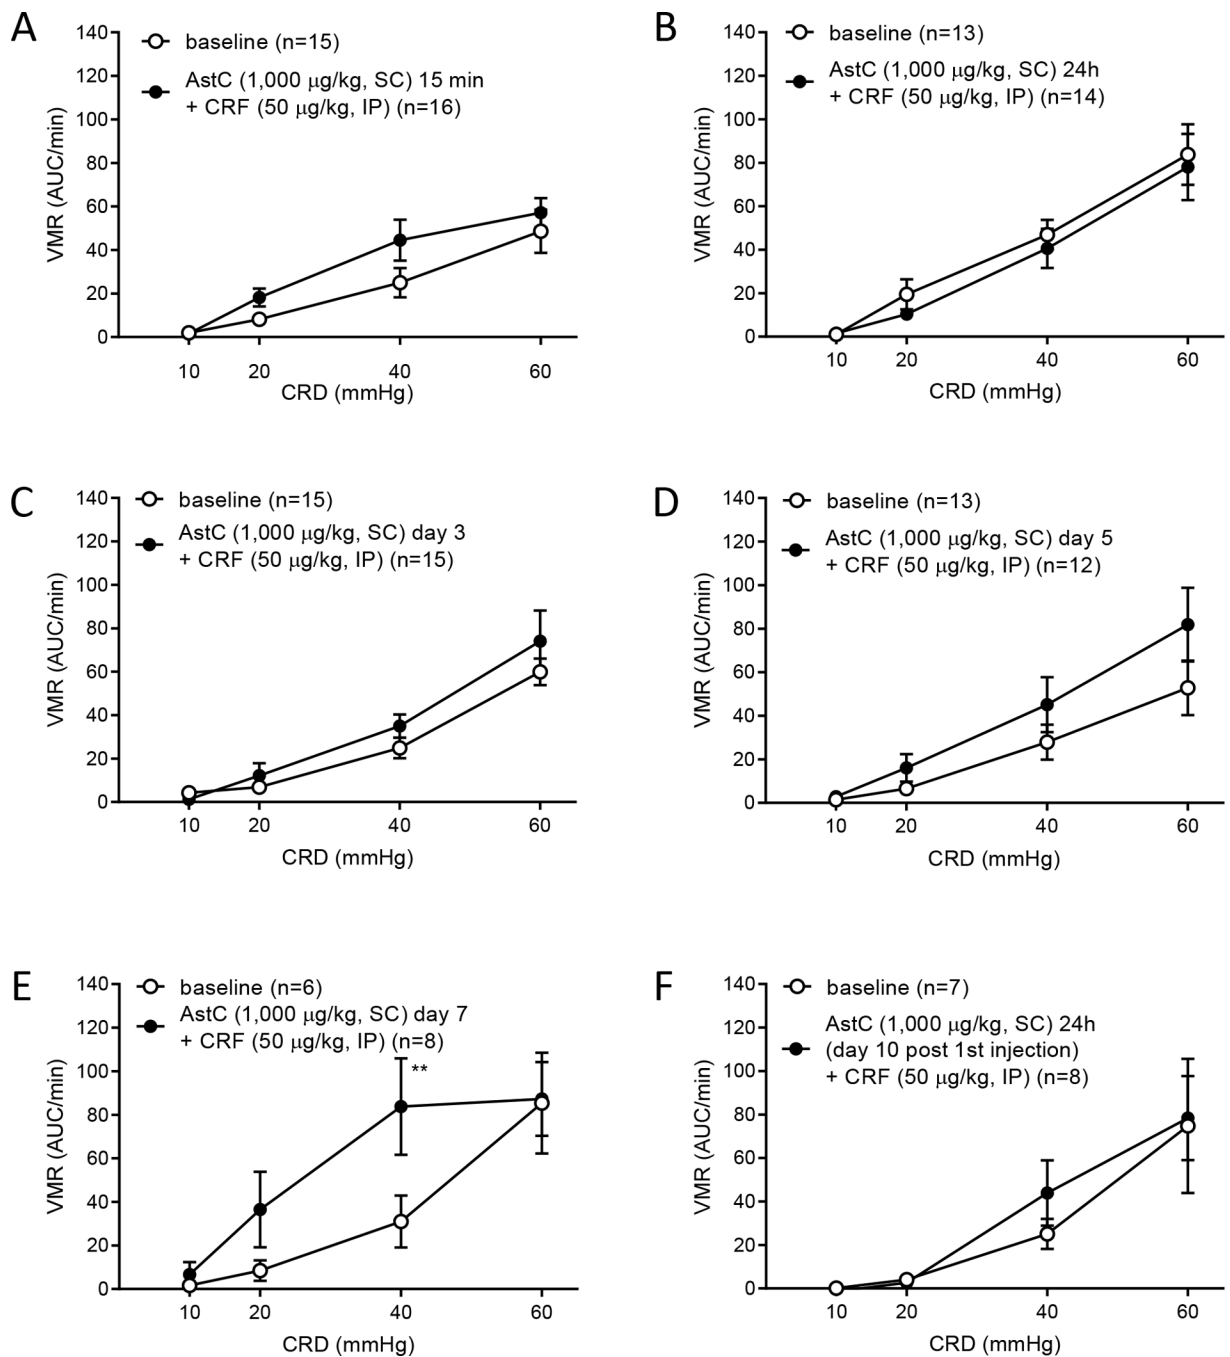 A
140
120
100
80
60
40
20
0
VMR (AUC/min)
baseline (n=15)
AstC (1,000 μg/kg, SC) 15 min
+ CRF (50 μg/kg, IP) (n=16)
10 20 40 60
CRD (mmHg)
B
140
120
100
80
60
40
20
0
VMR (AUC/min)
baseline (n=13)
AstC (1,000 μg/kg, SC) 24h
+ CRF (50 μg/kg, IP) (n=14)
10 20 40 60
CRD (mmHg)
C
140
120
100
80
60
40
20
0
VMR (AUC/min)
baseline (n=15)
AstC (1,000 μg/kg, SC) day 3
+ CRF (50 μg/kg, IP) (n=15)
10 20 40 60
CRD (mmHg)
D
140
120
100
80
60
40
20
0
VMR (AUC/min)
baseline (n=13)
AstC (1,000 μg/kg, SC) day 5
+ CRF (50 μg/kg, IP) (n=12)
10 20 40 60
CRD (mmHg)
E
140
120
100
80
60
40
20
0
VMR (AUC/min)
baseline (n=6)
AstC (1,000 μg/kg, SC) day 7
+ CRF (50 μg/kg, IP) (n=8)
**
10 20 40 60
CRD (mmHg)
F
140
120
100
80
60
40
20
0
VMR (AUC/min)
baseline (n=7)
AstC (1,000 μg/kg, SC) 24h
(day 10 post 1st injection)
+ CRF (50 μg/kg, IP) (n=8)
10 20 40 60
CRD (mmHg)